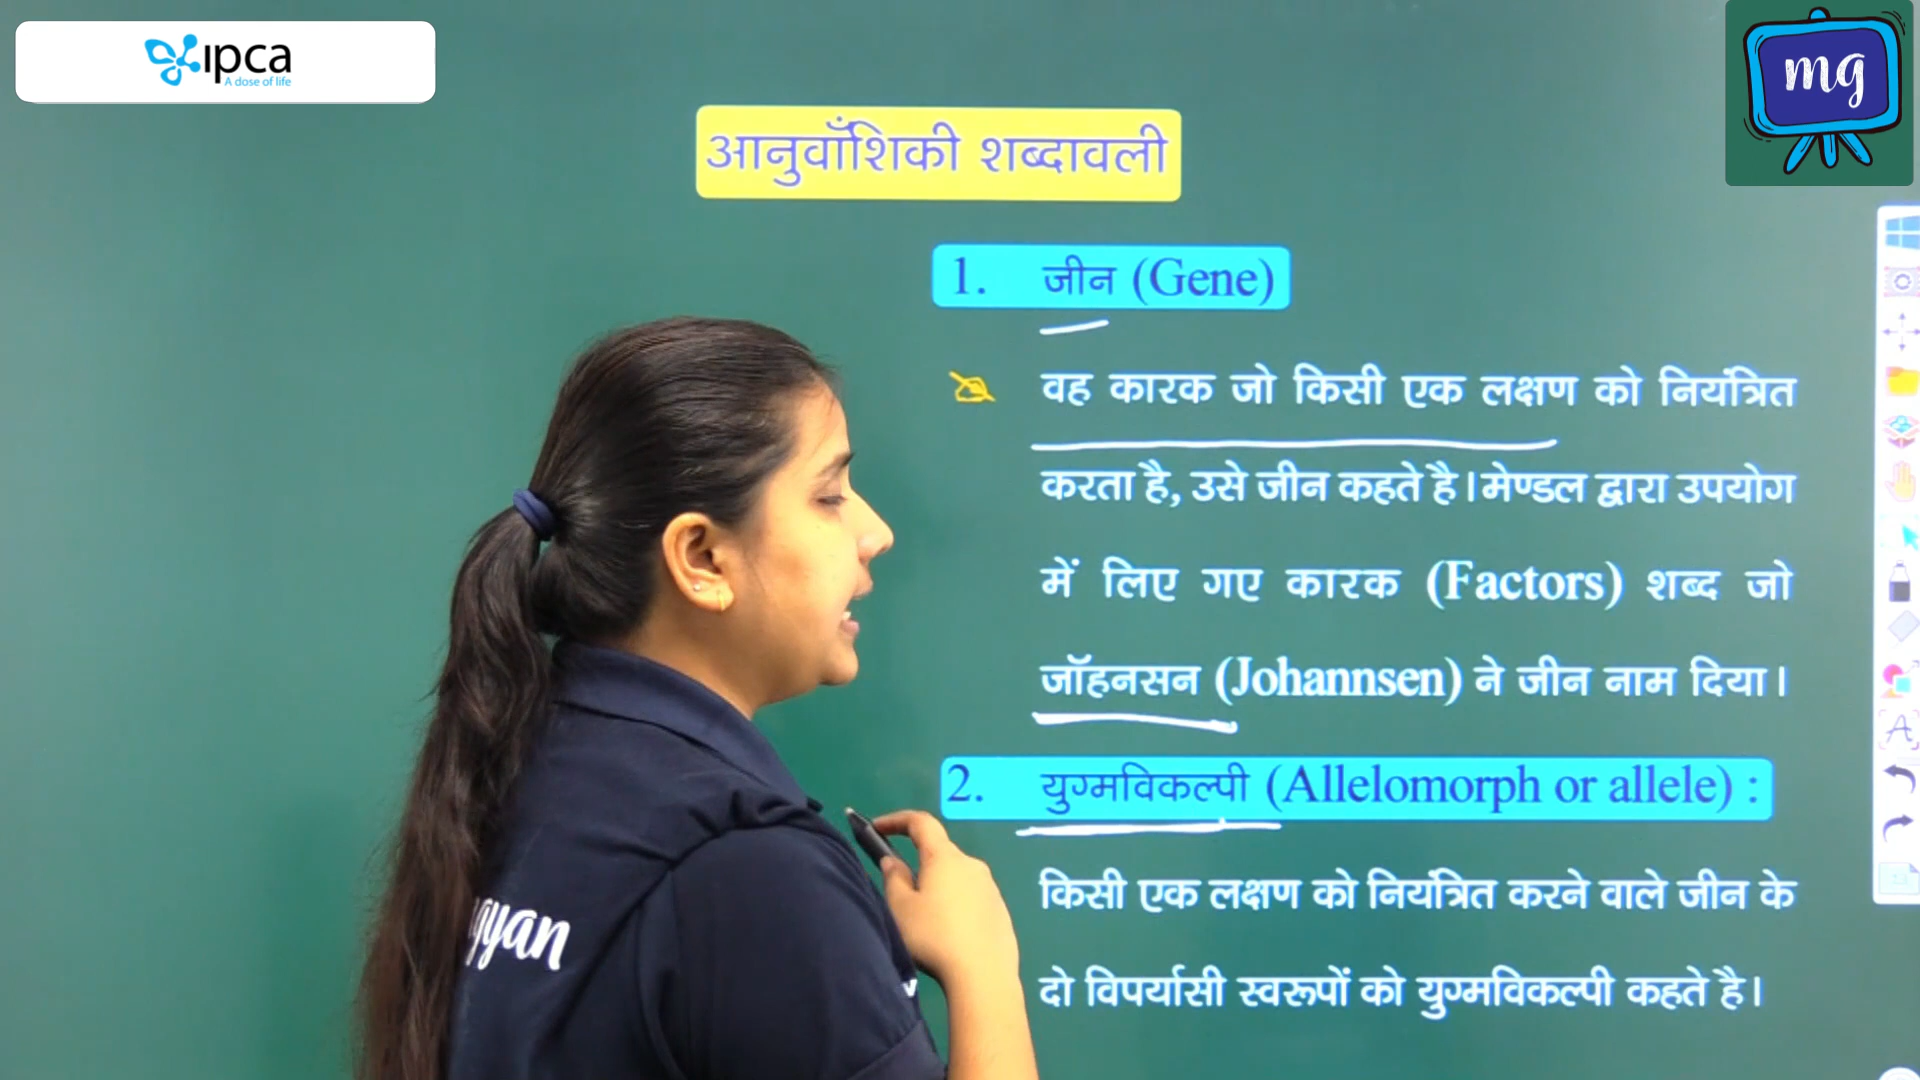 ipca
A dose of life
mg
आनुवाँशिकी शब्दावली
1. जीन (Gene)
वह कारक जो किसी एक लक्षण को नियंत्रित
करता है, उसे जीन कहते है। मेण्डल द्वारा उपयोग
में लिए गए कारक (Factors) शब्द जो
जॉहनसन (Johannsen) ने जीन नाम दिया।
2. युग्मविकल्पी (Allelomorph or allele) :
किसी एक लक्षण को नियंत्रित करने वाले जीन के
दो विपर्यासी स्वरूपों को युग्मविकल्पी कहते है।
gyan
A